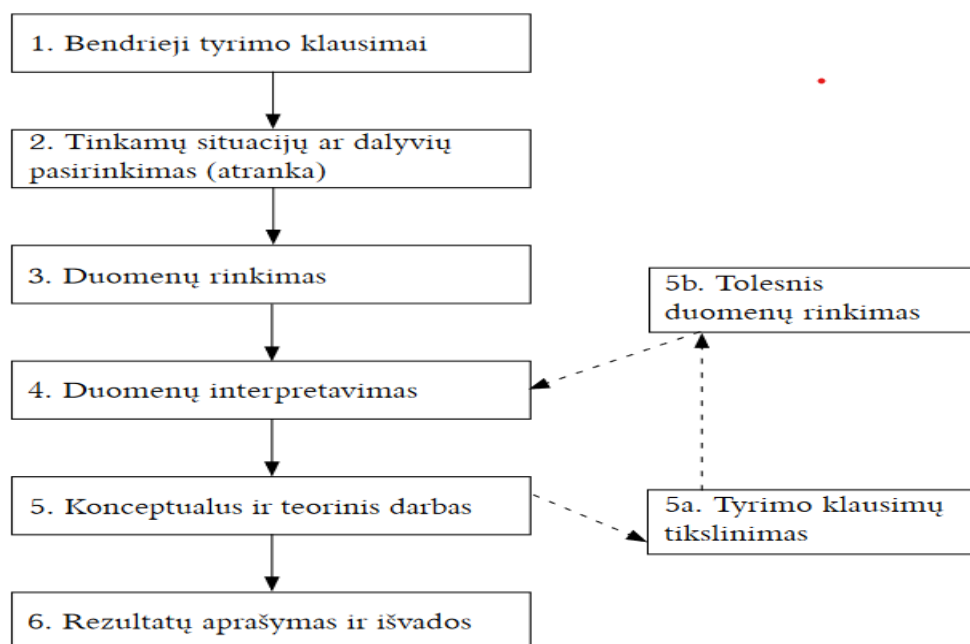 1. Bendrieji tyrimo klausimai
2. Tinkamų situacijų ar dalyvių
pasirinkimas (atranka)
3. Duomenų rinkimas
4. Duomenų interpretavimas
5. Konceptualus ir teorinis darbas
6. Rezultatų aprašymas ir išvados
5b. Tolesnis
duomenų rinkimas
5a. Tyrimo klausimų
tikslinimas